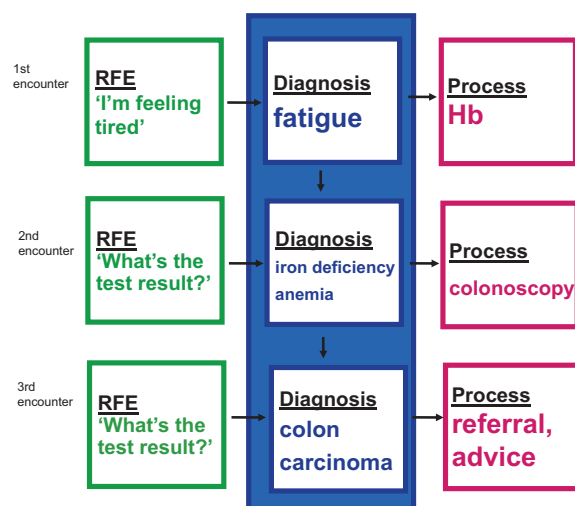 1st
encounter
RFE
‘I’m feeling
tired’
Diagnosis
fatigue
Process
Hb
2nd
encounter
RFE
‘What’s the
test result?’
Diagnosis
iron deficiency
anemia
Process
colonoscopy
3rd
encounter
RFE
‘What’s the
test result?’
Diagnosis
colon
carcinoma
Process
referral,
advice